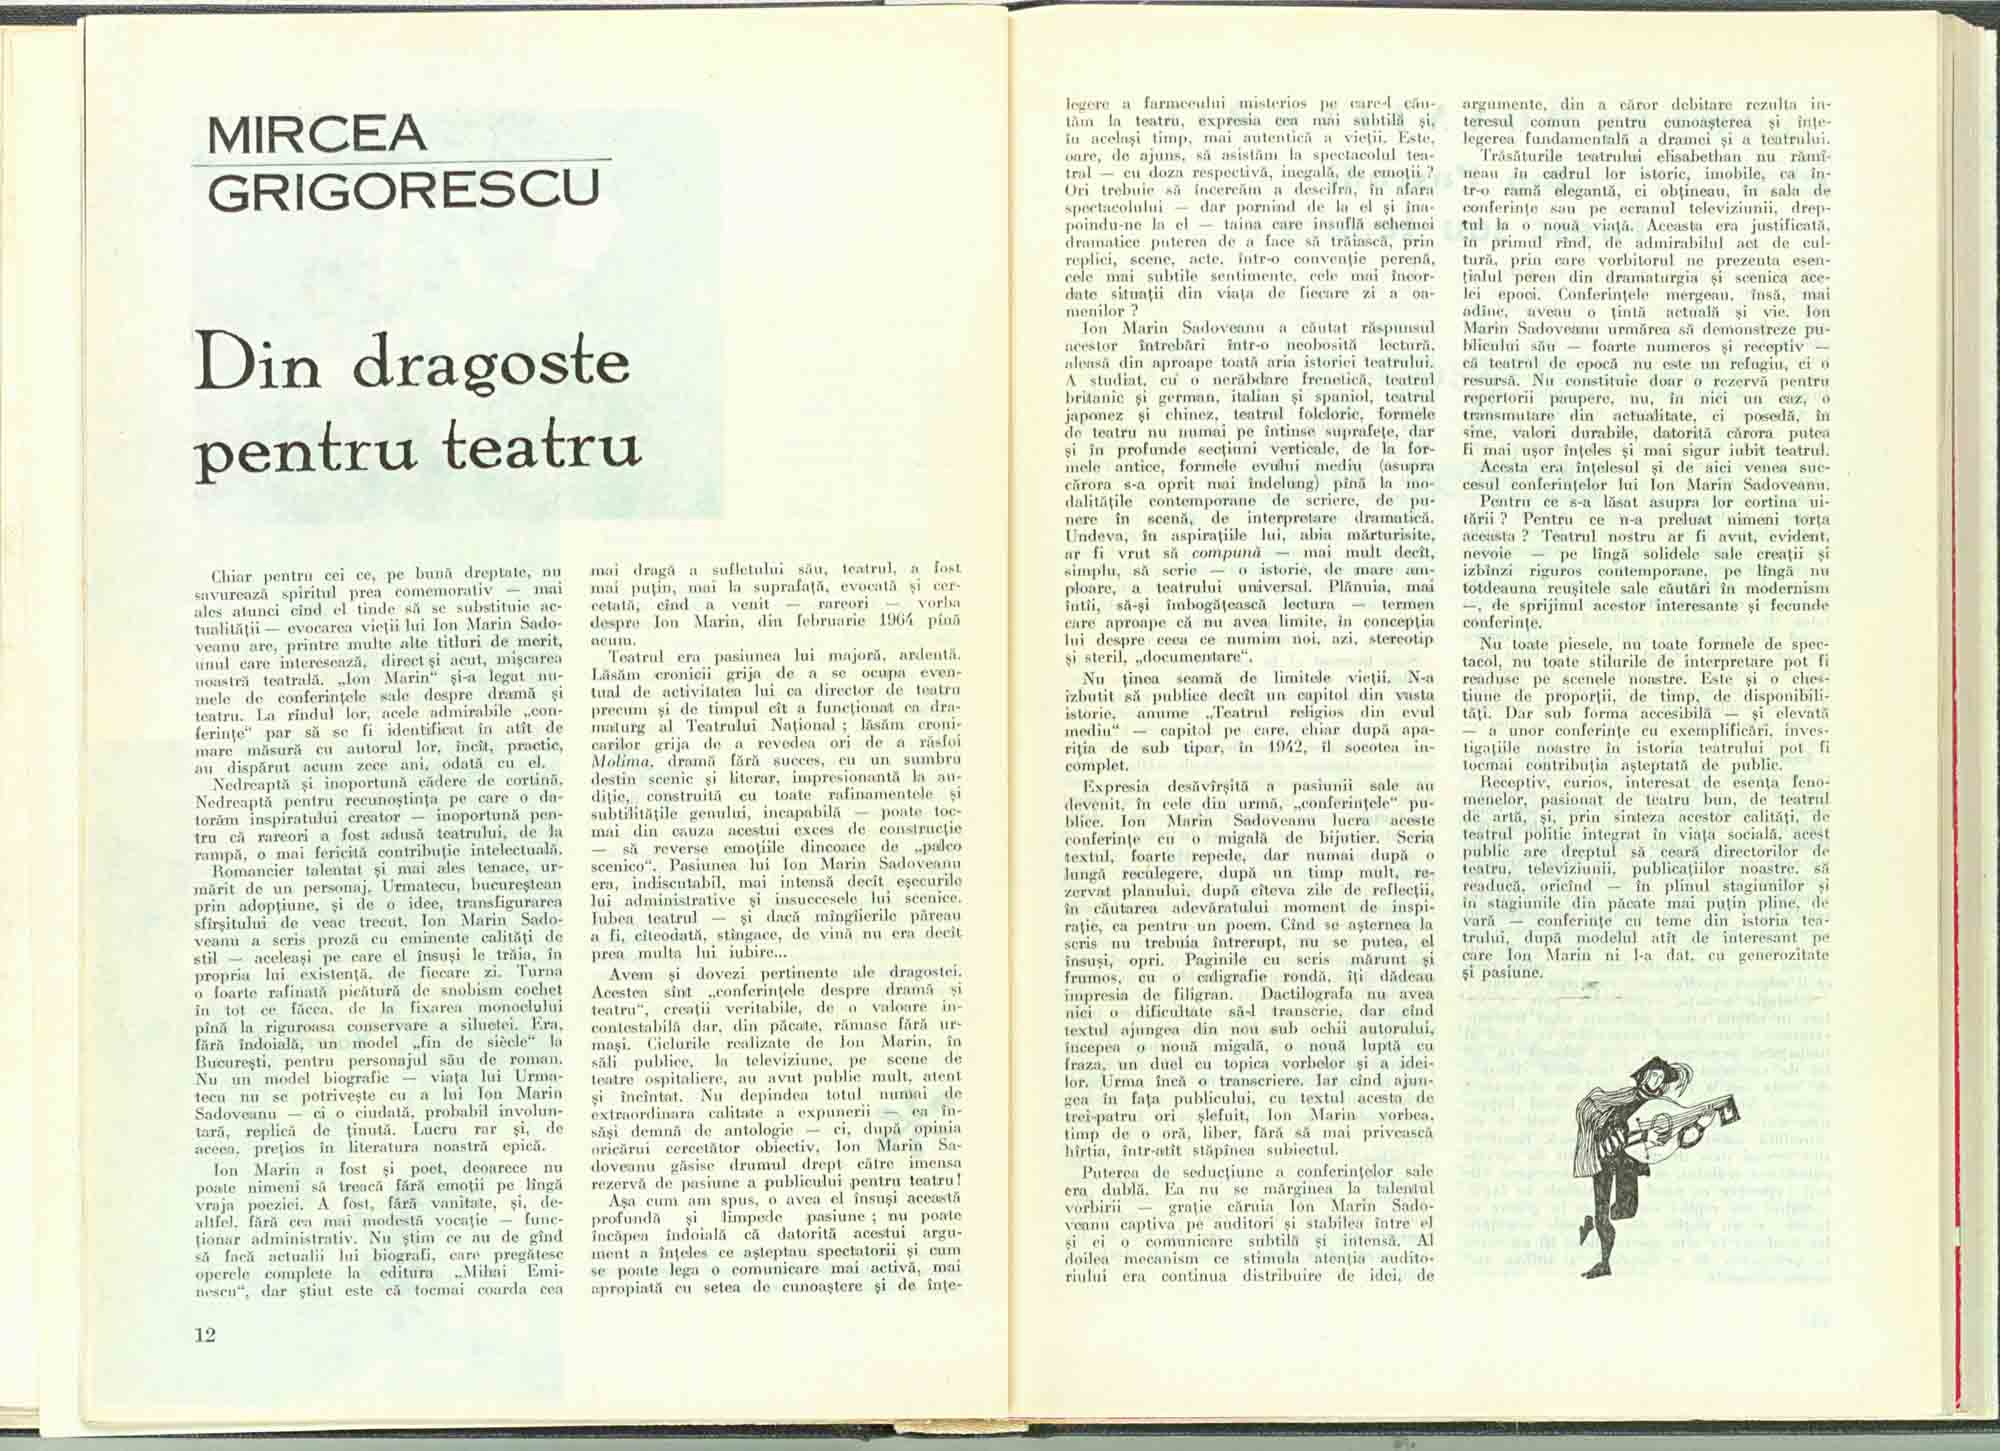 MIRCEA
GRIGORESCU
Din dragoste
pentru teatru
Chiar pentru cei ce, pe bună dreptate, nu
savurează spiritul prea comemorativ — mai
ales atunci cînd el tinde să se substituie ac-
tualității — evocarea vieții lui Ion Marin Sado-
veanu are, printre multe alte titluri de merit,
unul care interesează, direct și acut, mișcarea
noastră teatrală. „Ion Marin“ și-a legat nu-
mele de conferințele sale despre dramă și
teatru. La rîndul lor, acele admirabile „con-
ferințe“ par să se fi identificat în atît de
mare măsură cu autorul lor, încît, practic,
au dispărut acum zece ani, odată cu el.
Nedreaptă și inoportună cădere de cortină.
Nedreaptă pentru recunoștința pe care o da-
torăm inspiratului creator — inoportună pen-
tru că rareori a fost adusă teatrului, de la
rampă, o mai fericită contribuție intelectuală.
Romancier talentat și mai ales tenace, ur-
mărit de un personaj, Urmatecu, bucureștean
prin adopțiune, și de o idee, transfigurarea
sfîrșitului de veac trecut, Ion Marin Sado-
veanu a scris proză cu eminente calități de
stil — aceleași pe care el însuși le trăia, în
propria lui existență, de fiecare zi. Turna
o foarte rafinată picătură de snobism cochet
în tot ce făcea, de la fixarea monoclului
pînă la riguroasa conservare a siluetei. Era,
fără îndoială, un model „fin de siècle“ la
București, pentru personajul său de roman.
Nu un model biografic — viața lui Urma-
tecu nu se potrivește cu a lui Ion Marin
Sadoveanu — ci o ciudată, probabil involun-
tară, replică de ținută. Lucru rar și, de
aceea, prețios în literatura noastră epică.
Ion Marin a fost și poet, deoarece nu
poate nimeni să treacă fără emoții pe lîngă
vraja poeziei. A fost, fără vanitate, și, de-
altfel, fără cea mai modestă vocație — func-
ționar administrativ. Nu știm ce au de gînd
să facă actualii lui biografi, care pregătesc
operele complete la editura „Mihai Emi-
nescu“, dar știut este că tocmai coarda cea
mai dragă a sufletului său, teatrul, a fost
mai puțin, mai la suprafață, evocată și cer-
cetată, cînd a venit — rareori — vorba
despre Ion Marin, din februarie 1964 pînă
acum.
Teatrul era pasiunea lui majoră, ardentă.
Lăsăm cronicii grija de a se ocupa even-
tual de activitatea lui ca director de teatru
precum și de timpul cît a funcționat ca dra-
maturg al Teatrului Național ; lăsăm croni-
carilor grija de a revedea ori de a răsfoi
Molima, dramă fără succes, cu un sumbru
destin scenic și literar, impresionantă la au-
diție, construită cu toate rafinamentele și
subtilitățile genului, incapabilă — poate toc-
mai din cauza acestui exces de construcție
— să reverse emoțiile dincoace de „palco
scenico“. Pasiunea lui Ion Marin Sadoveanu
era, indiscutabil, mai intensă decît eșecurile
lui administrative și insuccesele lui scenice.
Iubea teatrul — și dacă mîngîierile păreau
a fi, cîteodată, stîngace, de vină nu era decît
prea multa lui iubire...
Avem și dovezi pertinente ale dragostei.
Acestea sînt „conferințele despre dramă și
teatru“, creații veritabile, de o valoare in-
contestabilă dar, din păcate, rămase fără ur-
mași. Ciclurile realizate de Ion Marin, în
săli publice, la televiziune, pe scene de
teatre ospitaliere, au avut public mult, atent
și încîntat. Nu depindea totul numai de
extraordinara calitate a expunerii — ea în-
săși demnă de antologie — ci, după opinia
oricărui cercetător obiectiv, Ion Marin Sa-
doveanu găsise drumul drept către imensa
rezervă de pasiune a publicului pentru teatru!
Așa cum am spus, o avea el însuși această
profundă și limpede pasiune ; nu poate
încăpea îndoială că datorită acestui argu-
ment a înțeles ce așteptau spectatorii și cum
se poate lega o comunicare mai activă, mai
apropiată cu setea de cunoaștere și de înțe-
12
legere a farmecului misterios pe care-l cău-
tăm la teatru, expresia cea mai subtilă și,
în același timp, mai autentică a vieții. Este,
oare, de ajuns, să asistăm la spectacolul tea-
tral — cu doza respectivă, inegală, de emoții ?
Ori trebuie să încercăm a descifra, în afara
spectacolului — dar pornind de la el și îna-
poindu-ne la el — taina care insuflă schemei
dramatice puterea de a face să trăiască, prin
replici, scene, acte, într-o convenție perenă,
cele mai subtile sentimente, cele mai încor-
date situații din viața de fiecare zi a oa-
menilor ?
Ion Marin Sadoveanu a căutat răspunsul
acestor întrebări într-o neobosită lectură,
aleasă din aproape toată aria istoriei teatrului.
A studiat, cu o nerăbdare frenetică, teatrul
britanic și german, italian și spaniol, teatrul
japonez și chinez, teatrul folcloric, formele
de teatru nu numai pe întinse suprafețe, dar
și în profunde secțiuni verticale, de la for-
mele antice, formele evului mediu (asupra
cărora s-a oprit mai îndelung) pînă la mo-
dalitățile contemporane de scriere, de pu-
nere în scenă, de interpretare dramatică.
Undeva, în aspirațiile lui, abia mărturisite,
ar fi vrut să compună — mai mult decît,
simplu, să scrie — o istorie, de mare am-
ploare, a teatrului universal. Plănuia, mai
întîi, să-și îmbogățească lectura — termen
care aproape că nu avea limite, în concepția
lui despre ceea ce numim noi, azi, stereotip
și steril, „documentare“.
Nu ținea seamă de limitele vieții. N-a
izbutit să publice decît un capitol din vasta
istorie, anume „Teatrul religios din evul
mediu“ — capitol pe care, chiar după apa-
riția de sub tipar, în 1942, îl socotea in-
complet.
Expresia desăvîrșită a pasiunii sale au
devenit, în cele din urmă, „conferințele“ pu-
blice. Ion Marin Sadoveanu lucra aceste
conferințe cu o migală de bijutier. Scria
textul, foarte repede, dar numai după o
lungă reculegere, după un timp mult, re-
zervat planului, după cîteva zile de reflecții,
în căutarea adevăratului moment de inspi-
rație, ca pentru un poem. Cînd se așternea la
scris nu trebuia întrerupt, nu se putea, el
însuși, opri. Paginile cu scris mărunt și
frumos, cu o caligrafie rondă, îți dădeau
impresia de filigran. Dactilografa nu avea
nici o dificultate să-l transcrie, dar cînd
textul ajungea din nou sub ochii autorului,
începea o nouă migală, o nouă luptă cu
fraza, un duel cu topica vorbelor și a idei-
lor. Urma încă o transcriere. Iar cînd ajun-
gea în fața publicului, cu textul acesta de
trei-patru ori șlefuit, Ion Marin vorbea,
timp de o oră, liber, fără să mai privească
hîrtia, într-atît stăpînea subiectul.
Puterea de seducțiune a conferințelor sale
era dublă. Ea nu se mărginea la talentul
vorbirii — grație căruia Ion Marin Sado-
veanu captiva pe auditori și stabilea între el
și ei o comunicare subtilă și intensă. Al
doilea mecanism ce stimula atenția audito-
riului era continua distribuire de idei, de
argumente, din a căror debitare rezulta in-
teresul comun pentru cunoașterea și înțe-
legerea fundamentală a dramei și a teatrului.
Trăsăturile teatrului elisabethan nu rămî-
neau în cadrul lor istoric, imobile, ca în-
tr-o ramă elegantă, ci obțineau, în sala de
conferințe sau pe ecranul televiziunii, drep-
tul la o nouă viață. Aceasta era justificată,
în primul rînd, de admirabilul act de cul-
tură, prin care vorbitorul ne prezenta esen-
țialul peren din dramaturgia și scenica ace-
lei epoci. Conferințele mergeau, însă, mai
adînc, aveau o țintă actuală și vie. Ion
Marin Sadoveanu urmărea să demonstreze pu-
blicului său — foarte numeros și receptiv —
că teatrul de epocă nu este un refugiu, ci o
resursă. Nu constituie doar o rezervă pentru
repertorii paupere, nu, în nici un caz, o
transmutare din actualitate, ci posedă, în
sine, valori durabile, datorită cărora putea
fi mai ușor înțeles și mai sigur iubit teatrul.
Acesta era înțelesul și de aici venea suc-
cesul conferințelor lui Ion Marin Sadoveanu.
Pentru ce s-a lăsat asupra lor cortina ui-
tării ? Pentru ce n-a preluat nimeni torța
aceasta ? Teatrul nostru ar fi avut, evident,
nevoie — pe lîngă solidele sale creații și
izbînzi riguros contemporane, pe lîngă nu
totdeauna reușitele sale căutări în modernism
—, de sprijinul acestor interesante și fecunde
conferințe.
Nu toate piesele, nu toate formele de spec-
tacol, nu toate stilurile de interpretare pot fi
readuse pe scenele noastre. Este și o ches-
tiune de proporții, de timp, de disponibili-
tăți. Dar sub forma accesibilă — și elevată
— a unor conferințe cu exemplificări, inves-
tigațiile noastre în istoria teatrului pot fi
tocmai contribuția așteptată de public.
Receptiv, curios, interesat de esența feno-
menelor, pasionat de teatru bun, de teatrul
de artă, și, prin sinteza acestor calități, de
teatrul politic integrat în viața socială, acest
public are dreptul să ceară directorilor de
teatru, televiziunii, publicațiilor noastre, să
readucă, oricînd — în plinul stagiunilor și
în stagiunile din păcate mai puțin pline, de
vară — conferințe cu teme din istoria tea-
trului, după modelul atît de interesant pe
care Ion Marin ni l-a dat, cu generozitate
și pasiune.